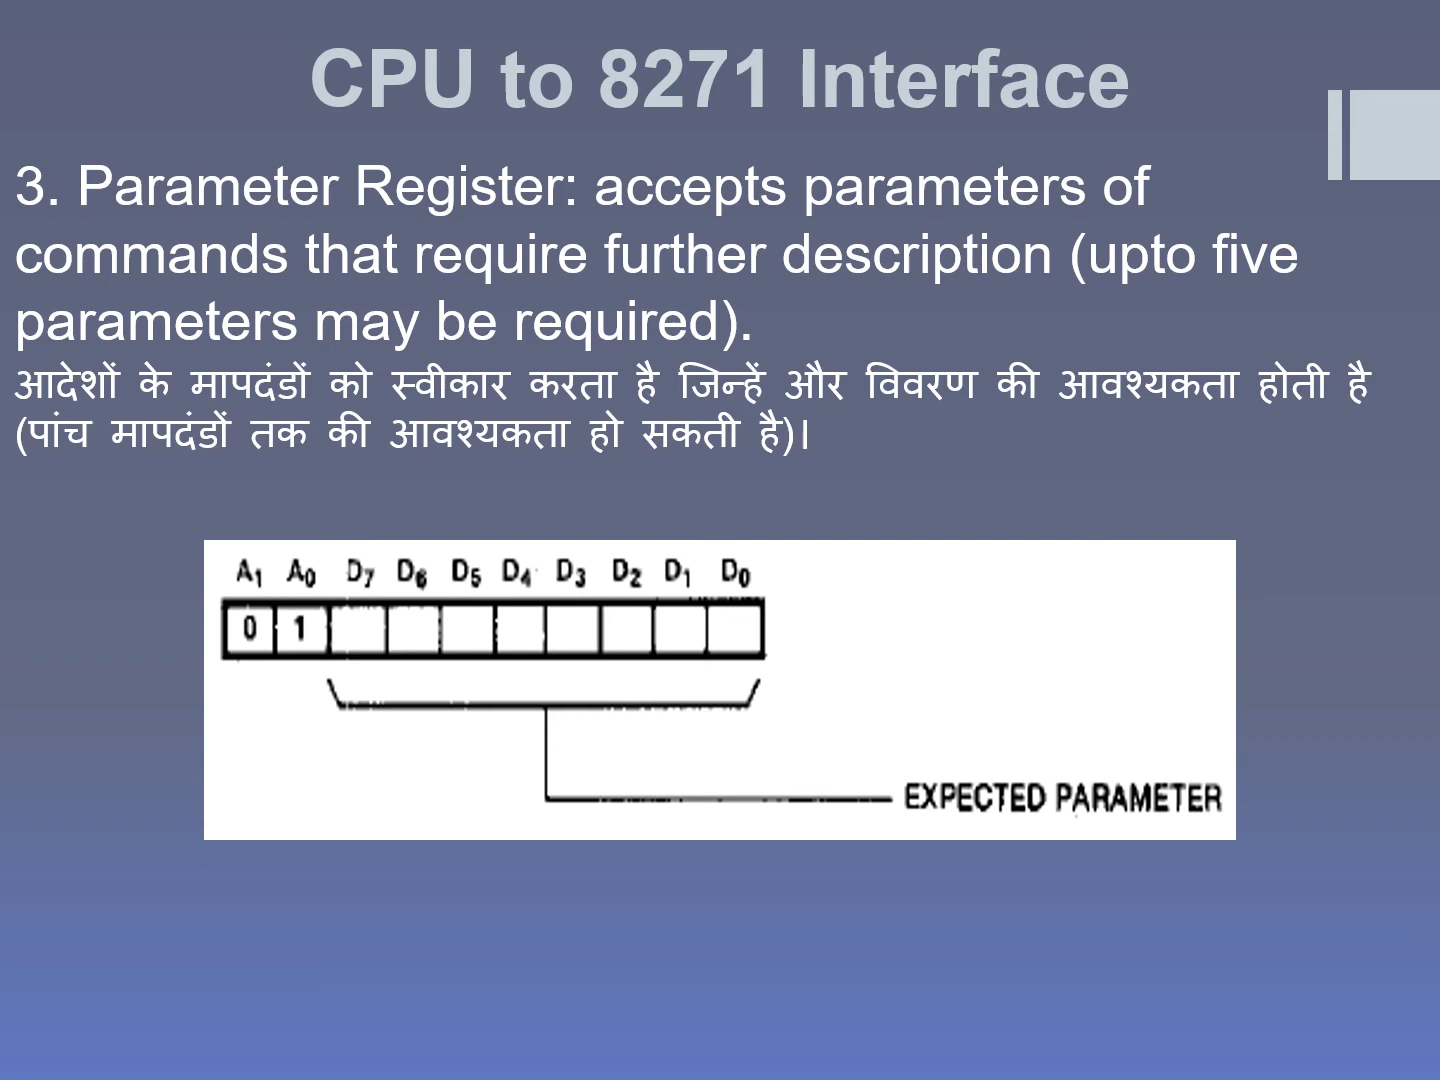 CPU to 8271 Interface
3. Parameter Register: accepts parameters of
commands that require further description (upto five
parameters may be required).
आदेशों के मापदंडों को स्वीकार करता है जिन्हें और विवरण की आवश्यकता होती है
(पांच मापदंडों तक की आवश्यकता हो सकती है)।
A1 A0 D7 D6 D5 D4 D3 D2 D1 D0
0 1
EXPECTED PARAMETER